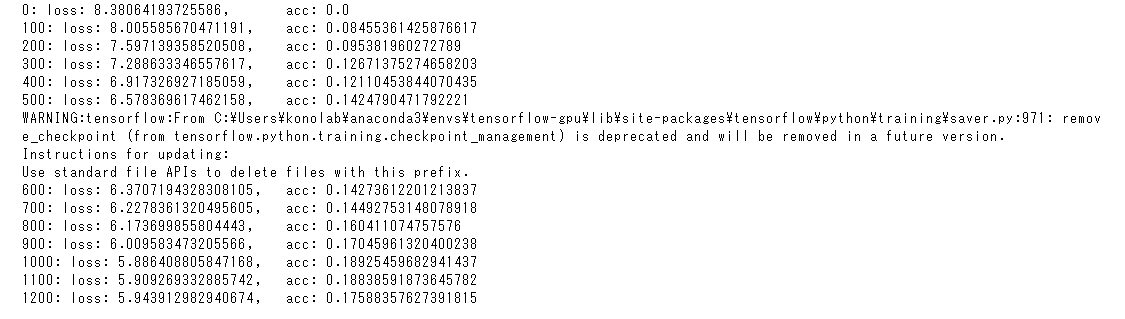 0: loss: 8.38064193725586,       acc: 0.0
100: loss: 8.005585670471191,    acc: 0.08455361425876617
200: loss: 7.597139358520508,    acc: 0.095381960272789
300: loss: 7.288633346557617,    acc: 0.12671375274658203
400: loss: 6.917326927185059,    acc: 0.12110453844070435
500: loss: 6.578369617462158,    acc: 0.1424790471792221
WARNING:tensorflow:From C:¥Users¥konolab¥anaconda3¥envs¥tensorflow-gpu¥lib¥site-packages¥tensorflow¥python¥training¥saver.py:971: remov
e_checkpoint (from tensorflow.python.training.checkpoint_management) is deprecated and will be removed in a future version.
Instructions for updating:
Use standard file APIs to delete files with this prefix.
600: loss: 6.3707194328308105,   acc: 0.14273612201213837
700: loss: 6.2278361320495605,   acc: 0.14492753148078918
800: loss: 6.173699855804443,    acc: 0.160411074757576
900: loss: 6.009583473205566,    acc: 0.17045961320400238
1000: loss: 5.886408805847168,   acc: 0.18925459682941437
1100: loss: 5.909269332885742,   acc: 0.18838591873645782
1200: loss: 5.943912982940674,   acc: 0.17588357627391815